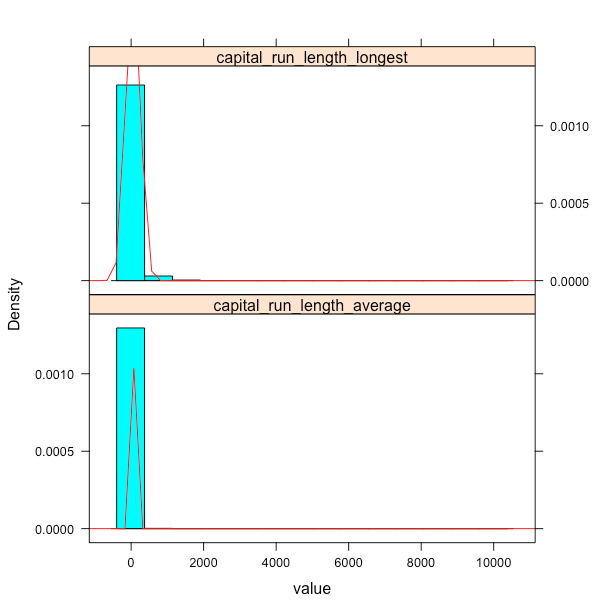 capital_run_length_longest
0.0010
0.0005
0.0000
capital_run_length_average
0.0010
0.0005
0.0000
Density
0 2000 4000 6000 8000 10000
value